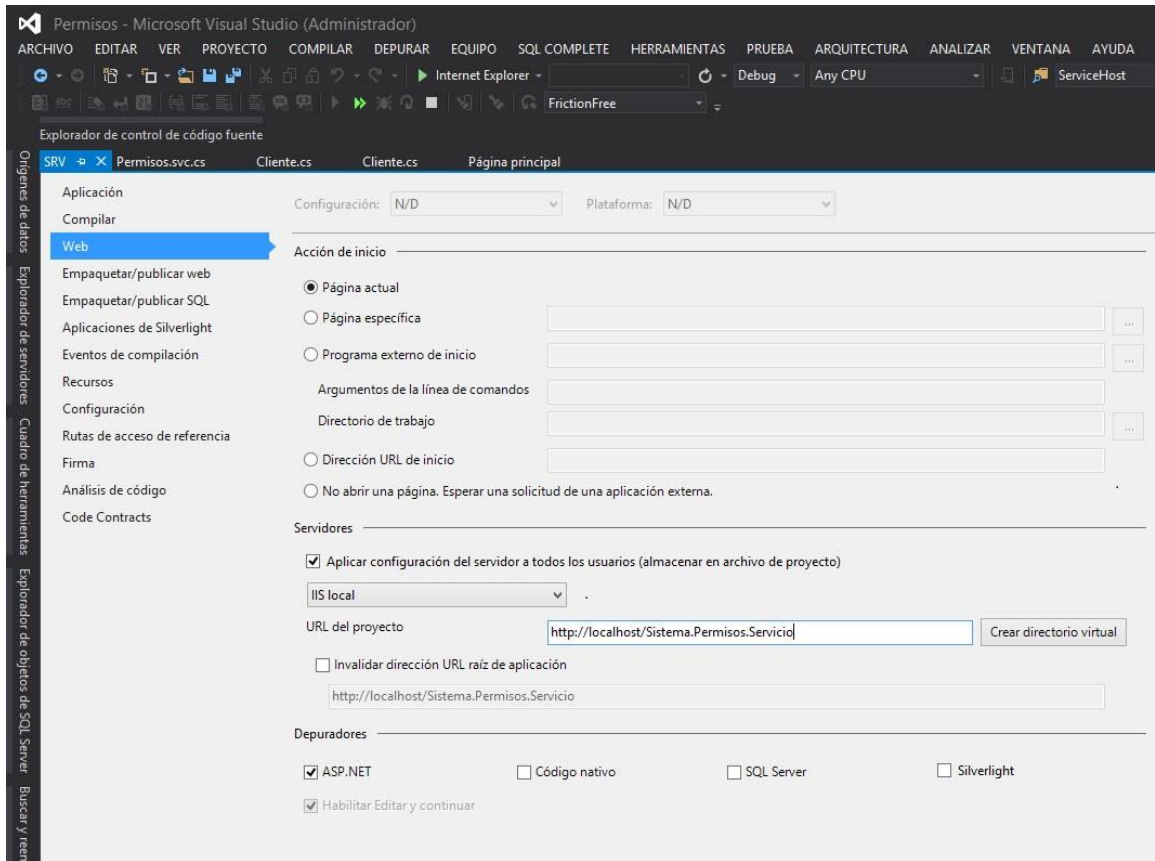 Permisos - Microsoft Visual Studio (Administrador)
ARCHIVO EDITAR VER PROYECTO COMPILAR DEPURAR EQUIPO SQL COMPLETE HERRAMIENTAS PRUEBA ARQUITECTURA ANALIZAR VENTANA AYUDA
Internet Explorer Debug Any CPU ServiceHost
FrictionFree
Explorador de control de código fuente
SRV Permisos.svc.cs Cliente.cs Cliente.cs Página principal
Orígenes de datos
Explorador de servidores
Cuadro de herramientas
Explorador de objetos de SQL Server
Buscar y reem
Aplicación
Compilar
Web
Empaquetar/publicar web
Empaquetar/publicar SQL
Aplicaciones de Silverlight
Eventos de compilación
Recursos
Configuración
Rutas de acceso de referencia
Firma
Análisis de código
Code Contracts
Configuración: N/D Plataforma: N/D
Acción de inicio
Página actual
Página específica ...
Programa externo de inicio ...
Argumentos de la línea de comandos
Directorio de trabajo ...
Dirección URL de inicio
No abrir una página. Esperar una solicitud de una aplicación externa.
Servidores
Aplicar configuración del servidor a todos los usuarios (almacenar en archivo de proyecto)
IIS local
URL del proyecto http://localhost/Sistema.Permisos.Servicio Crear directorio virtual
Invalidar dirección URL raíz de aplicación
http://localhost/Sistema.Permisos.Servicio
Depuradores
ASP.NET Código nativo SQL Server Silverlight
Habilitar Editar y continuar